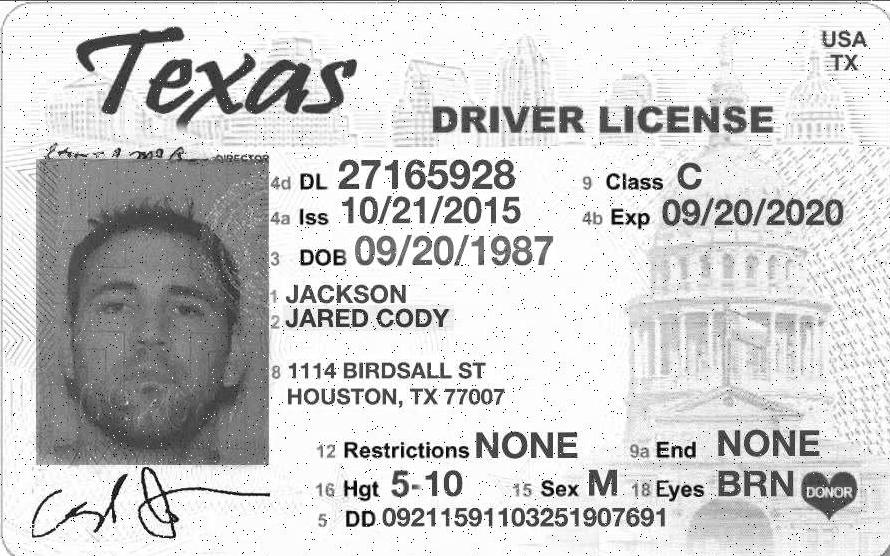 Texas
USA
TX
DRIVER LICENSE
DIRECTOR
4d DL 27165928 9 Class C
4a Iss 10/21/2015 4b Exp 09/20/2020
3 DOB 09/20/1987
1 JACKSON
2 JARED CODY
8 1114 BIRDSALL ST
HOUSTON, TX 77007
12 Restrictions NONE 9a End NONE
16 Hgt 5-10 15 Sex M 18 Eyes BRN DONOR
5 DD 09211591103251907691